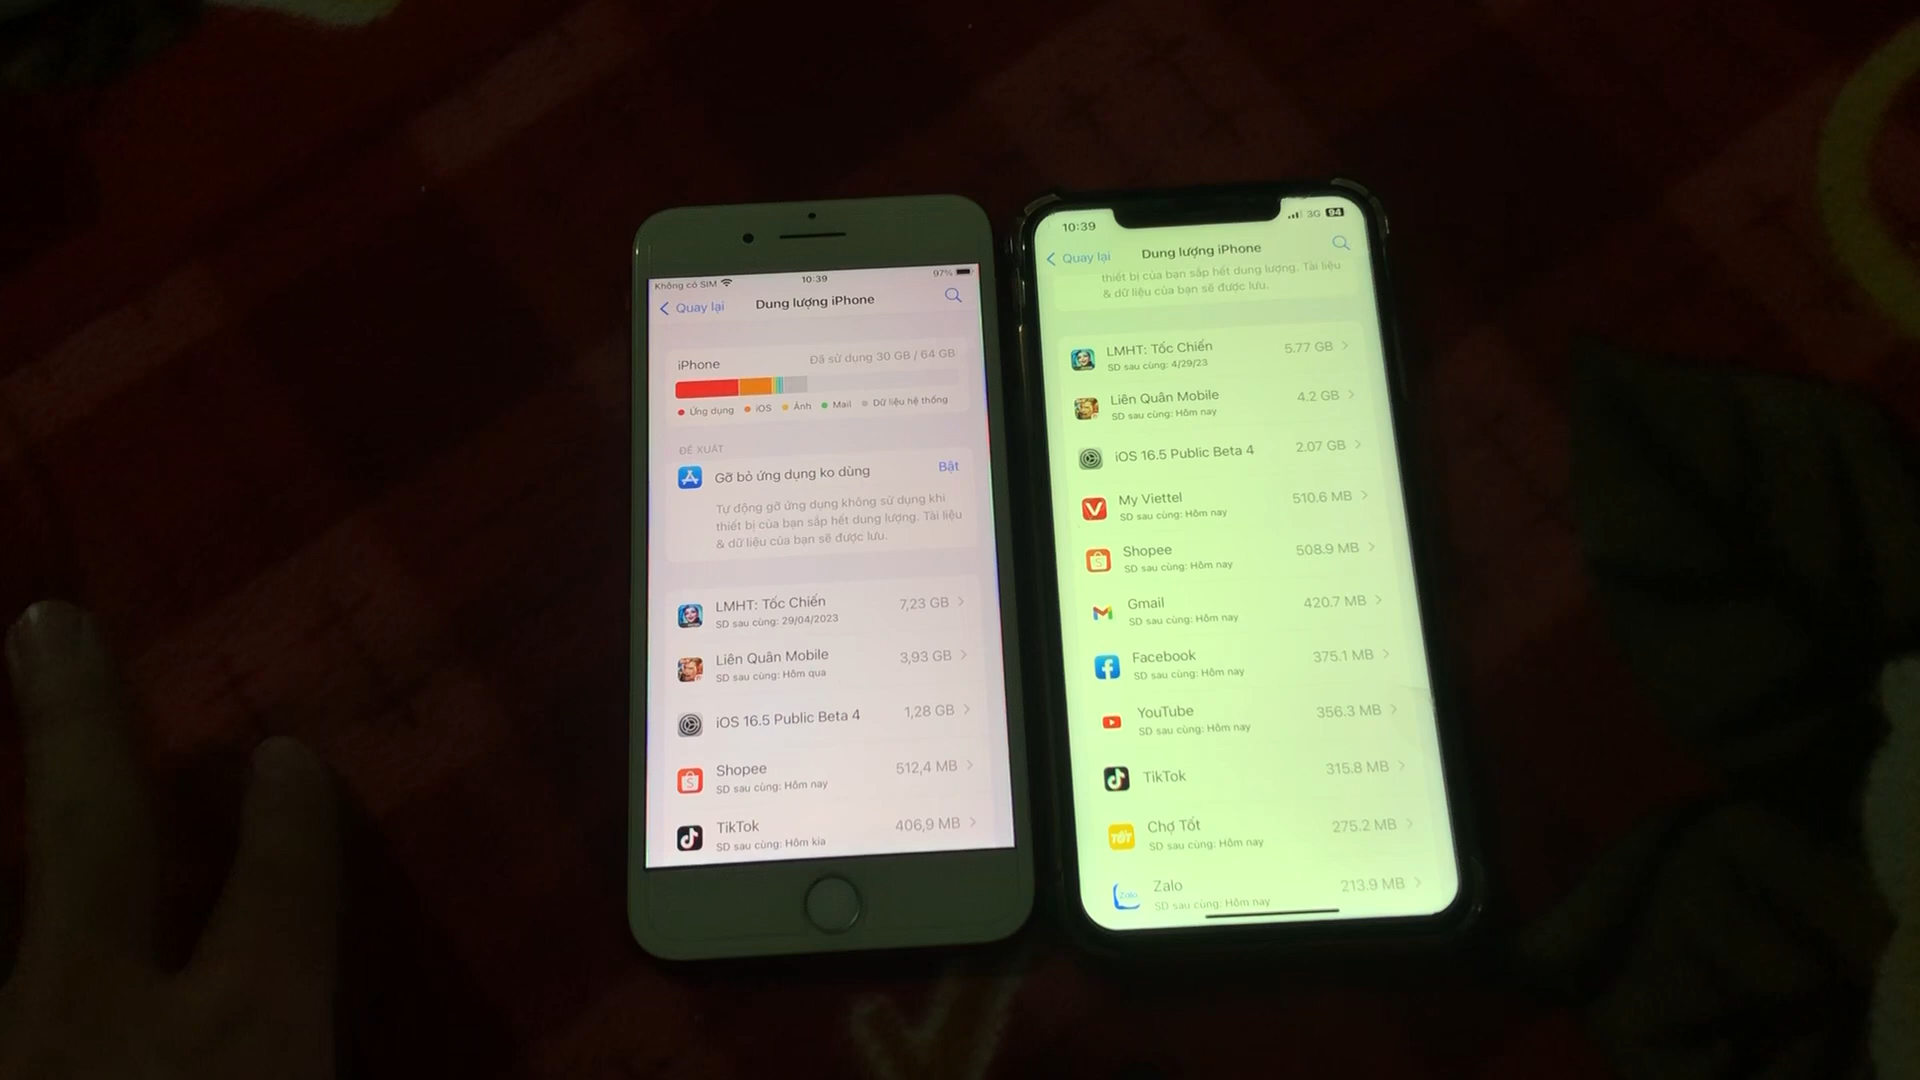 Không có SIM
10:39
97%
Quay lại
Dung lượng iPhone
iPhone
Đã sử dụng 30 GB / 64 GB
Ứng dụng
iOS
Ảnh
Mail
Dữ liệu hệ thống
ĐỀ XUẤT
Gỡ bỏ ứng dụng ko dùng
Bật
Tự động gỡ ứng dụng không sử dụng khi
thiết bị của bạn sắp hết dung lượng. Tài liệu
& dữ liệu của bạn sẽ được lưu.
LMHT: Tốc Chiến
7,23 GB
SD sau cùng: 29/04/2023
Liên Quân Mobile
3,93 GB
SD sau cùng: Hôm qua
iOS 16.5 Public Beta 4
1,28 GB
Shopee
512,4 MB
SD sau cùng: Hôm nay
TikTok
406,9 MB
SD sau cùng: Hôm kia
10:39
3G
94
Quay lại
Dung lượng iPhone
thiết bị của bạn sắp hết dung lượng. Tài liệu
& dữ liệu của bạn sẽ được lưu.
LMHT: Tốc Chiến
5.77 GB
SD sau cùng: 4/29/23
Liên Quân Mobile
4.2 GB
SD sau cùng: Hôm nay
iOS 16.5 Public Beta 4
2.07 GB
My Viettel
510.6 MB
SD sau cùng: Hôm nay
Shopee
508.9 MB
SD sau cùng: Hôm nay
Gmail
420.7 MB
SD sau cùng: Hôm nay
Facebook
375.1 MB
SD sau cùng: Hôm nay
YouTube
356.3 MB
SD sau cùng: Hôm nay
TikTok
315.8 MB
TỐT
Chợ Tốt
275.2 MB
SD sau cùng: Hôm nay
Zalo
Zalo
213.9 MB
SD sau cùng: Hôm nay